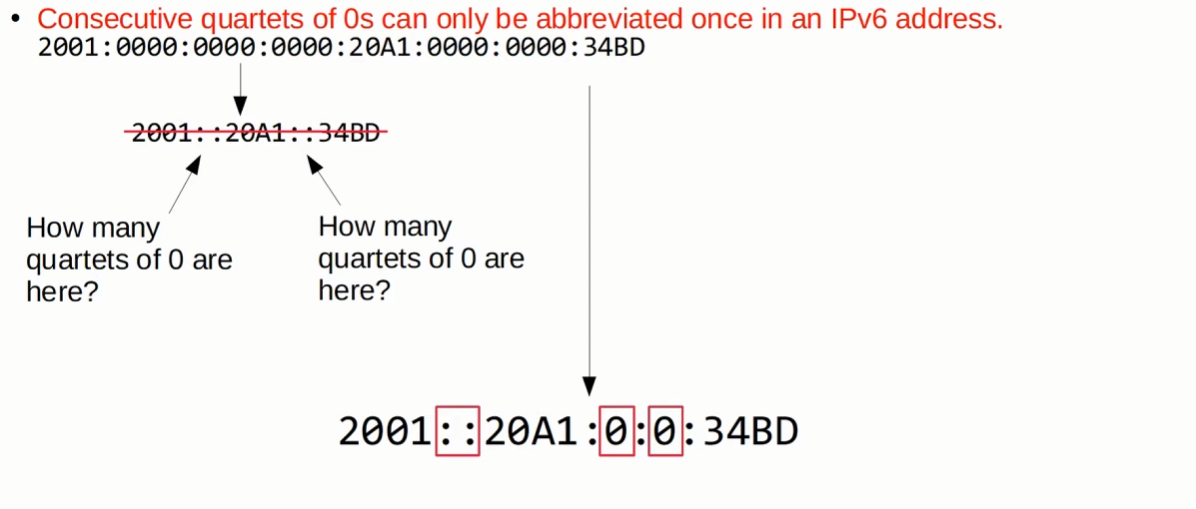 • Consecutive quartets of 0s can only be abbreviated once in an IPv6 address.
2001:0000:0000:0000:20A1:0000:0000:34BD
2001::20A1::34BD
How many
quartets of 0 are
here?
How many
quartets of 0 are
here?
2001::20A1:0:0:34BD